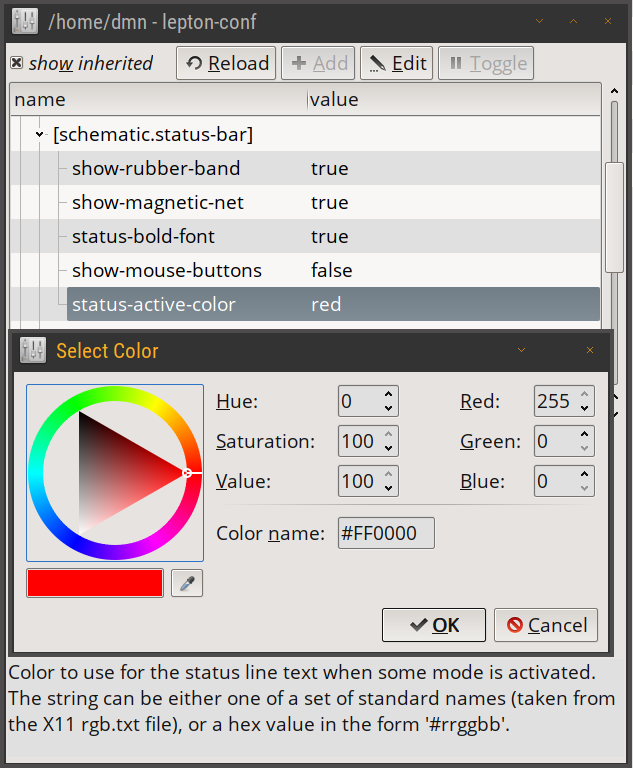 /home/dmn - lepton-conf
show inherited Reload Add Edit Toggle
name value
[schematic.status-bar]
show-rubber-band true
show-magnetic-net true
status-bold-font true
show-mouse-buttons false
status-active-color red
Select Color
Hue: 0 Red: 255
Saturation: 100 Green: 0
Value: 100 Blue: 0
Color name: #FF0000
OK Cancel
Color to use for the status line text when some mode is activated.
The string can be either one of a set of standard names (taken from
the X11 rgb.txt file), or a hex value in the form '#rrggbb'.